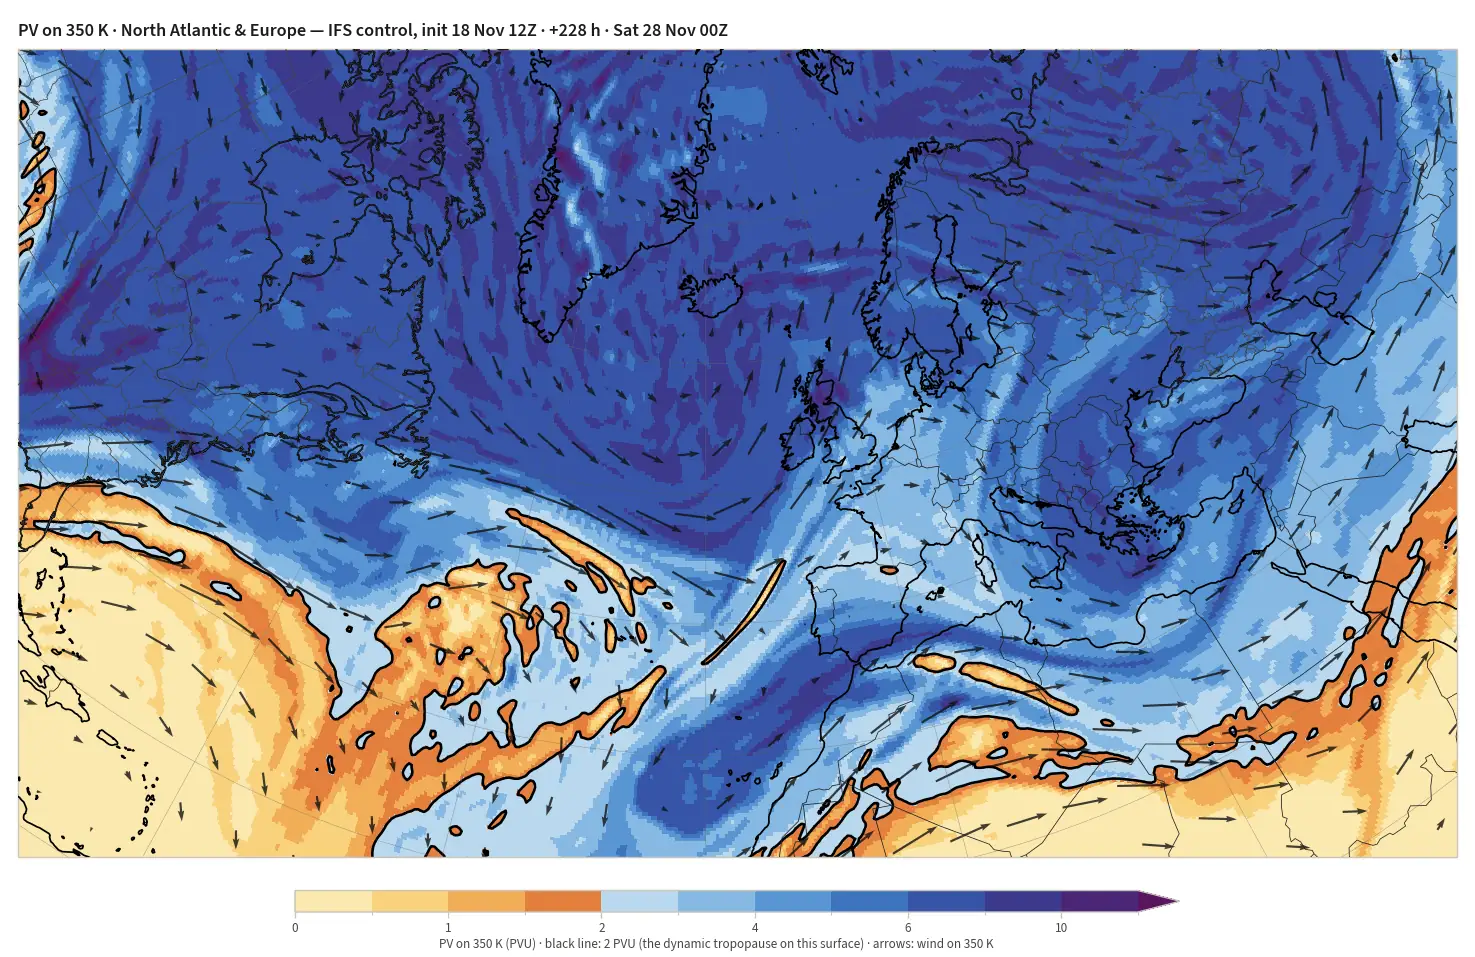 PV on 350 K · North Atlantic & Europe — IFS control, init 18 Nov 12Z · +228 h · Sat 28 Nov 00Z
0 1 2 4 6 10
PV on 350 K (PVU) · black line: 2 PVU (the dynamic tropopause on this surface) · arrows: wind on 350 K